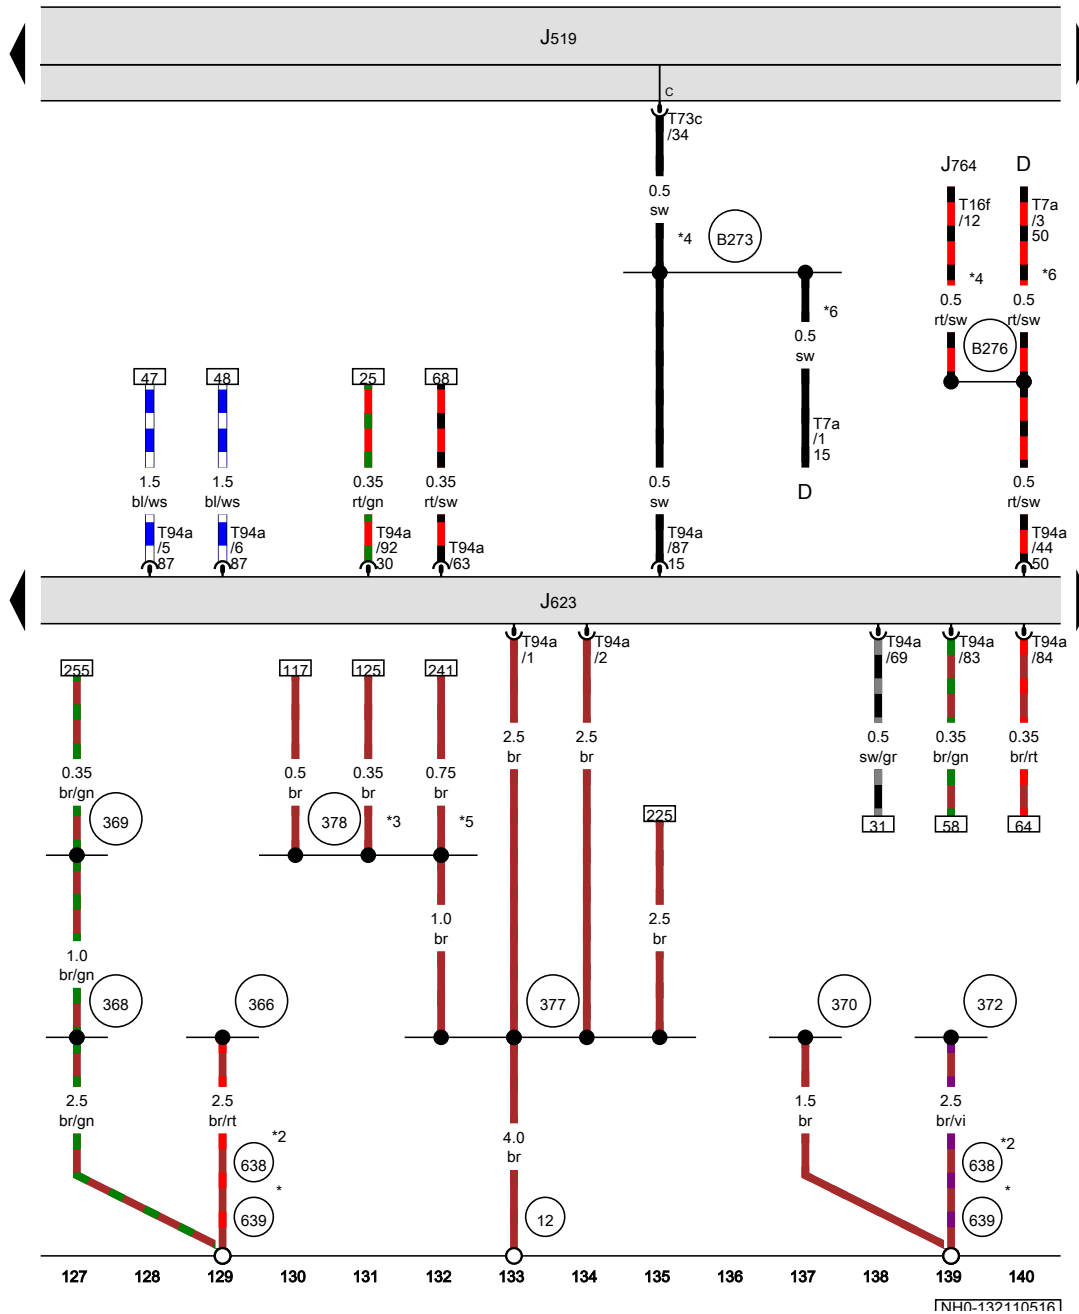 J519
C
T73c
/34
0.5
sw
*4
B273
*6
0.5
sw
T7a
/1
15
D
J764
D
T16f
/12
T7a
/3
50
*4
*6
0.5
rt/sw
0.5
rt/sw
B276
47
48
25
68
1.5
bl/ws
1.5
bl/ws
0.35
rt/gn
0.35
rt/sw
0.5
sw
0.5
rt/sw
T94a
/5
87
T94a
/6
87
T94a
/92
30
T94a
/63
T94a
/87
15
T94a
/44
50
J623
T94a
/1
T94a
/2
T94a
/69
T94a
/83
T94a
/84
255
117
125
241
2.5
br
2.5
br
0.5
sw/gr
0.35
br/gn
0.35
br/rt
0.35
br/gn
0.5
br
0.35
br
0.75
br
369
378
*3
*5
225
31
58
64
1.0
br/gn
1.0
br
2.5
br
368
366
377
370
372
2.5
br/gn
2.5
br/rt
4.0
br
1.5
br
2.5
br/vi
*2
638
*
639
12
*2
638
*
639
127
128
129
130
131
132
133
134
135
136
137
138
139
140
NH0-132110516